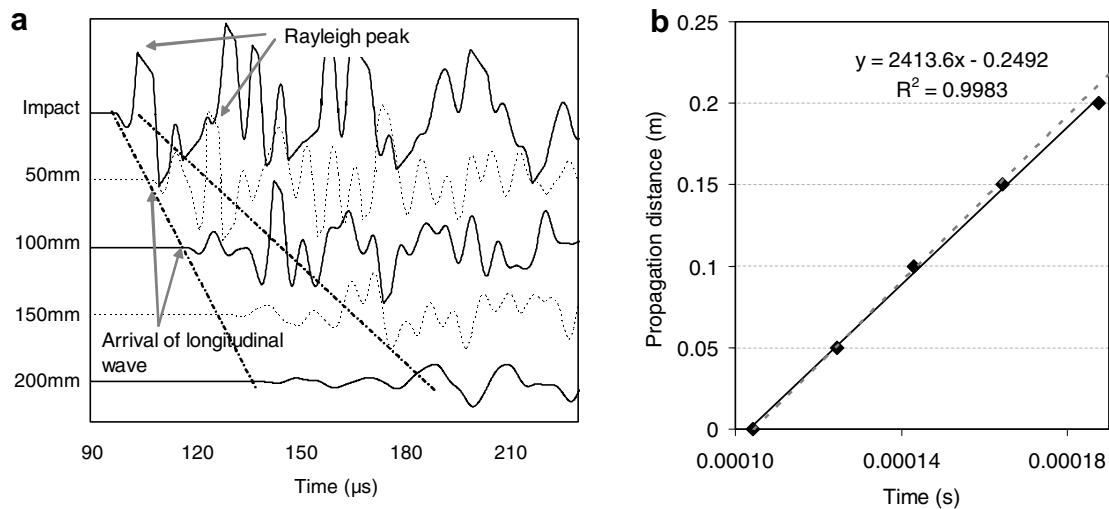 a
Rayleigh peak
Impact
50mm
100mm
150mm
200mm
Arrival of longitudinal
wave
90 120 150 180 210
Time (µs)
b
y = 2413.6x - 0.2492
R² = 0.9983
Propagation distance (m)
0.25
0.2
0.15
0.1
0.05
0
0.00010 0.00014 0.00018
Time (s)